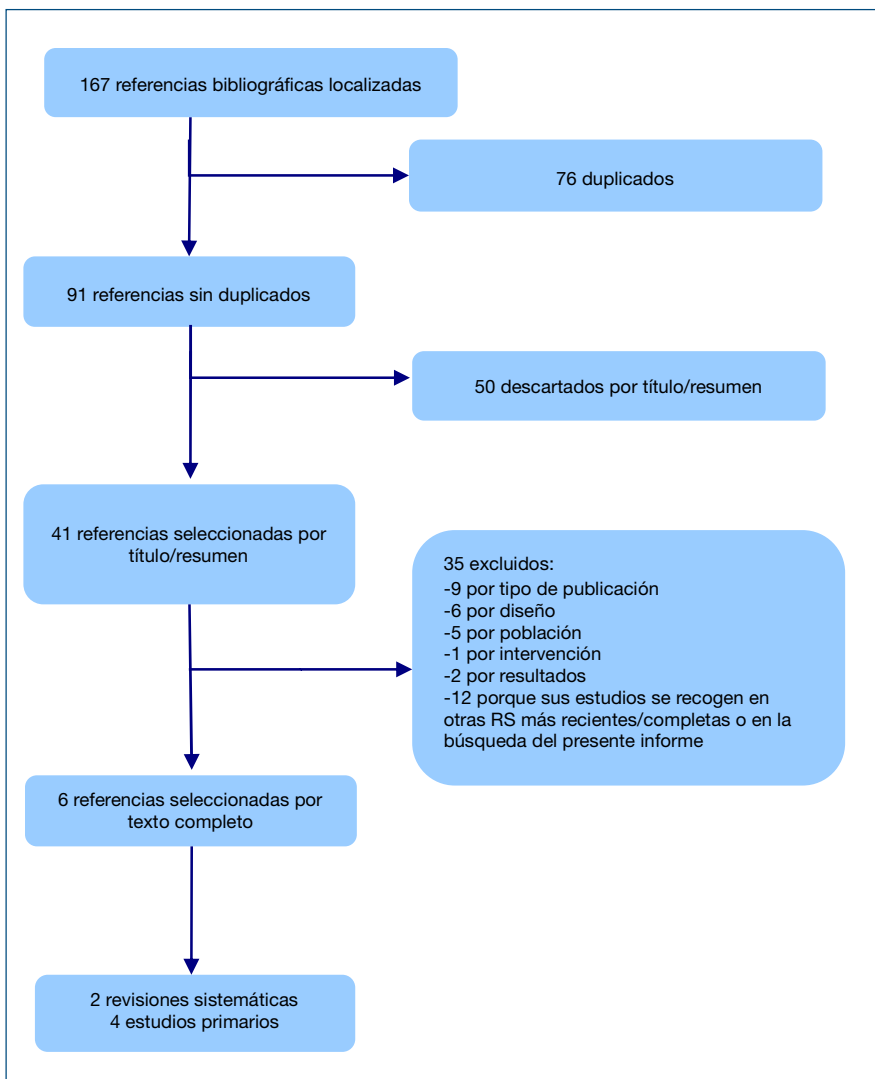 167 referencias bibliográficas localizadas
76 duplicados
91 referencias sin duplicados
50 descartados por título/resumen
41 referencias seleccionadas por
título/resumen
35 excluidos:
-9 por tipo de publicación
-6 por diseño
-5 por población
-1 por intervención
-2 por resultados
-12 porque sus estudios se recogen en
otras RS más recientes/completas o en la
búsqueda del presente informe
6 referencias seleccionadas por
texto completo
2 revisiones sistemáticas
4 estudios primarios